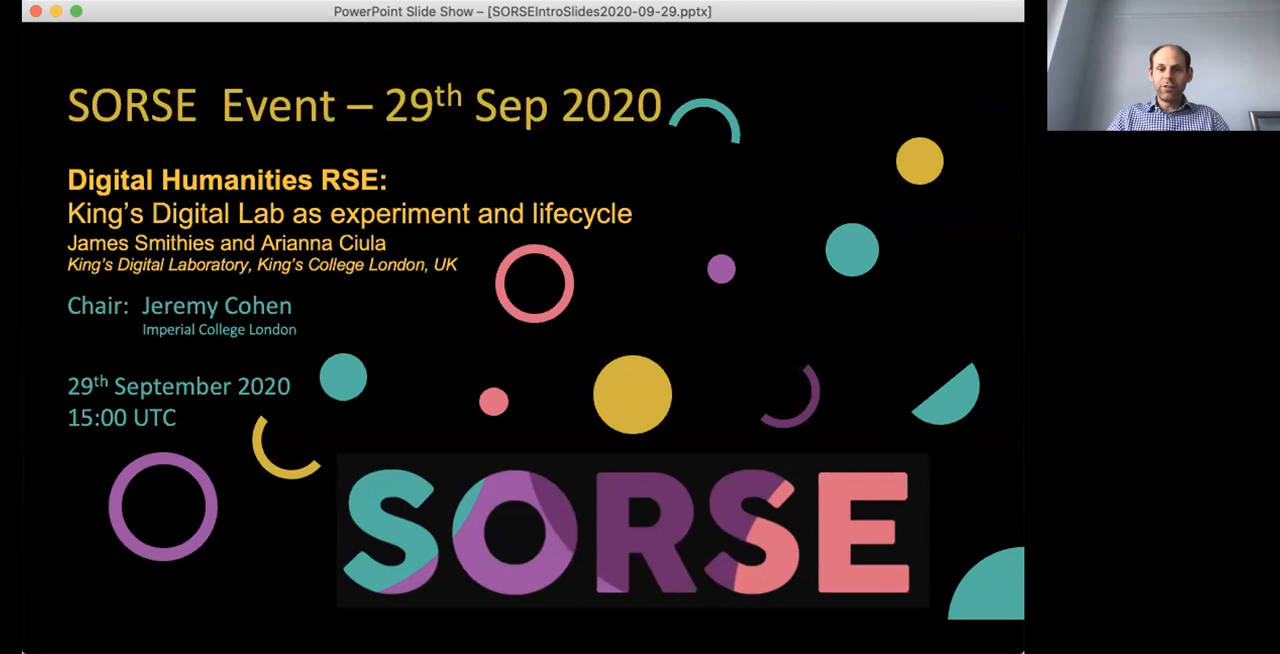 PowerPoint Slide Show – [SORSEIntroSlides2020-09-29.pptx]
SORSE Event – 29th Sep 2020
Digital Humanities RSE:
King's Digital Lab as experiment and lifecycle
James Smithies and Arianna Ciula
King's Digital Laboratory, King's College London, UK
Chair: Jeremy Cohen
Imperial College London
29th September 2020
15:00 UTC
SORSE